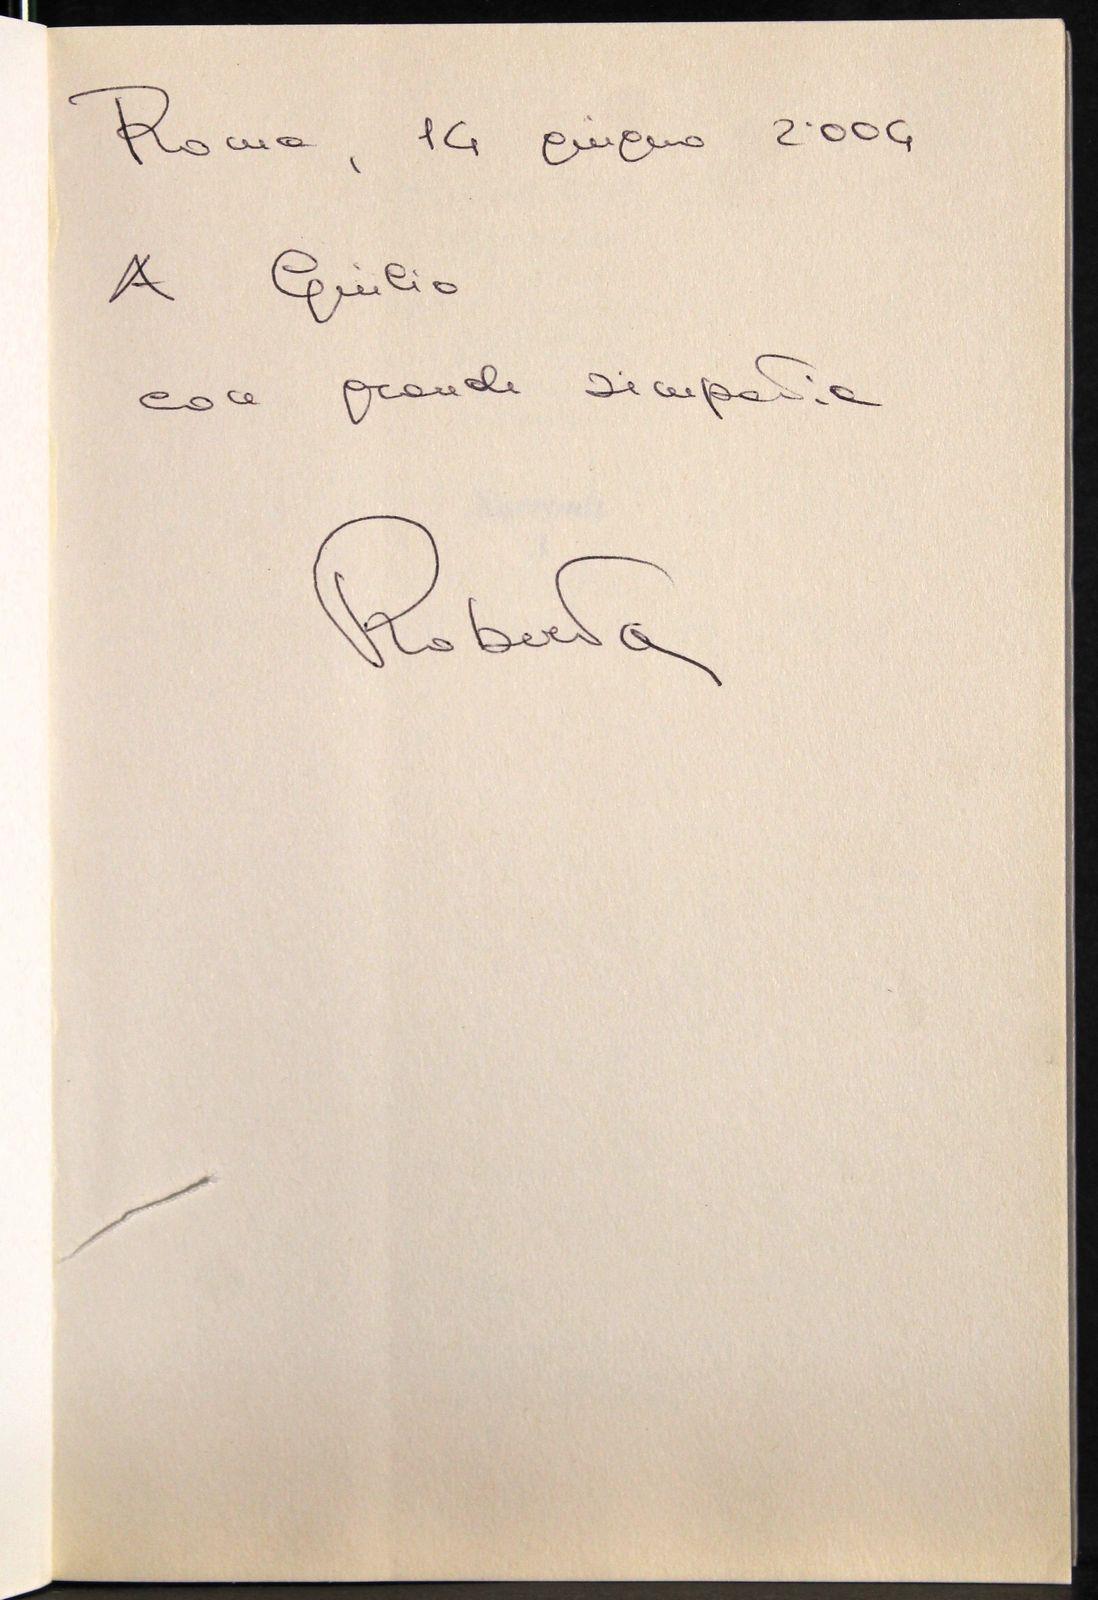 Roma, 14 giugno 2004
A Giulio
con grande simpatia
Roberta